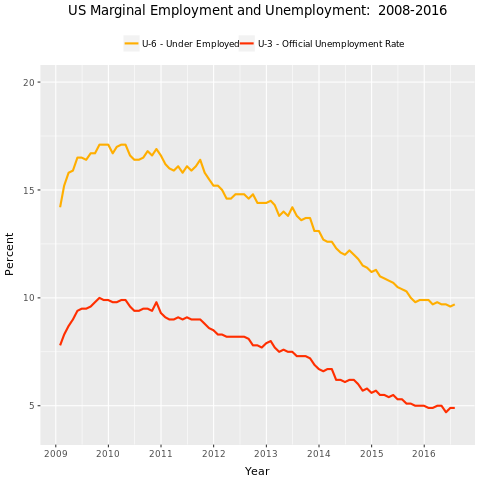 US Marginal Employment and Unemployment:  2008-2016
U-6 - Under Employed U-3 - Official Unemployment Rate
20
15
10
5
Percent
2009 2010 2011 2012 2013 2014 2015 2016
Year